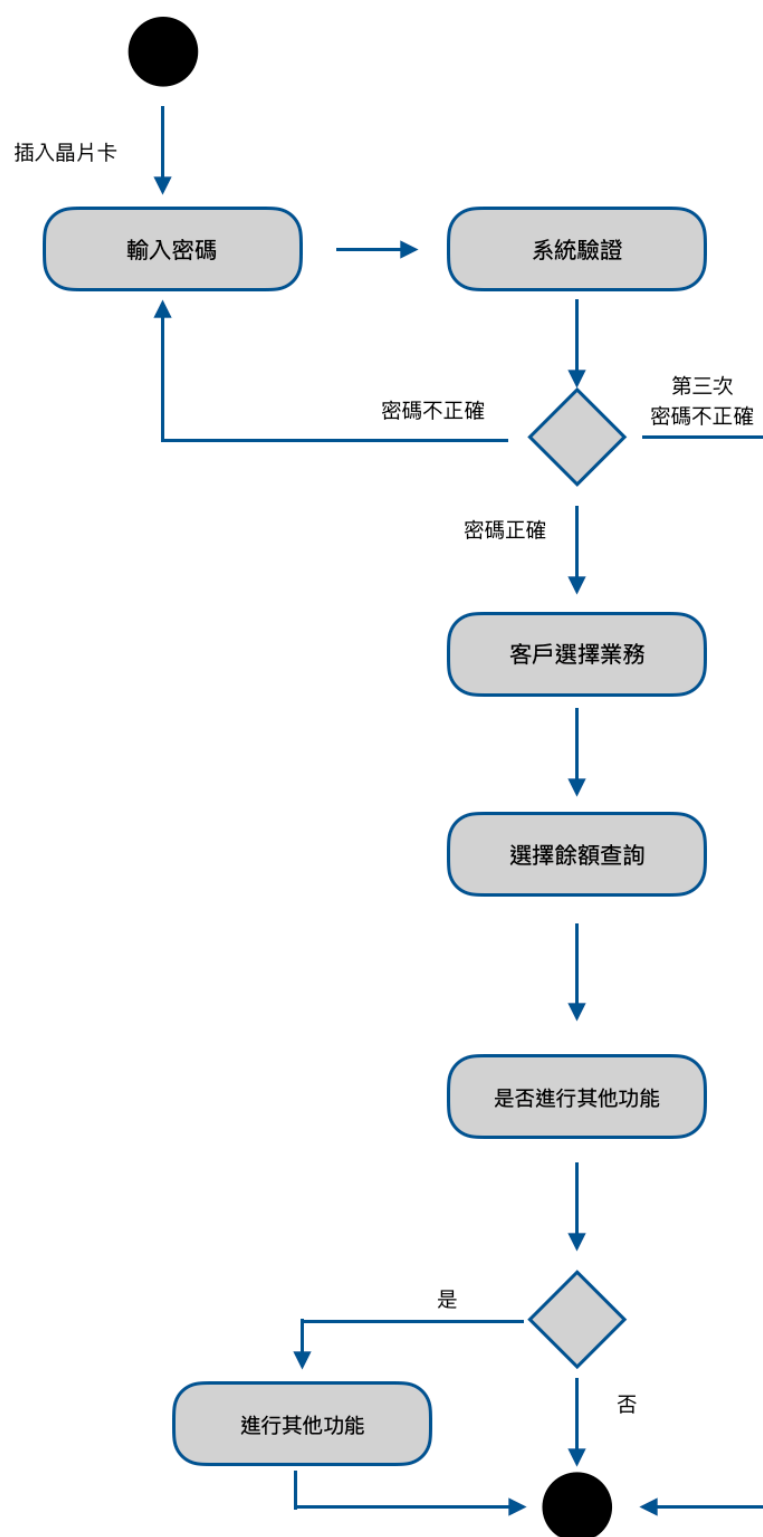 插入晶片卡
輸入密碼
系統驗證
密碼不正確
第三次
密碼不正確
密碼正確
客戶選擇業務
選擇餘額查詢
是否進行其他功能
是
否
進行其他功能